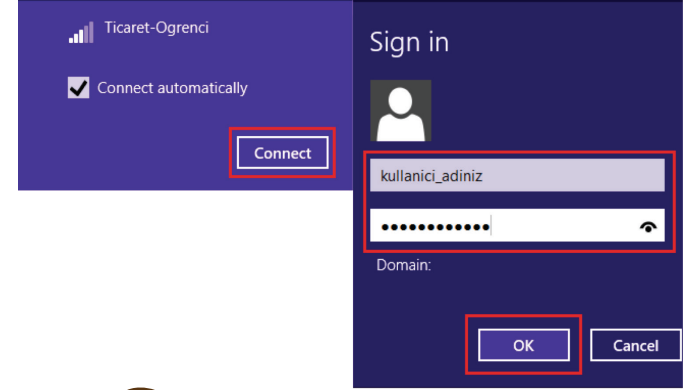 Ticaret-Ogrenci
Connect automatically
Connect
Sign in
kullanici_adiniz
••••••••••••
Domain:
OK
Cancel